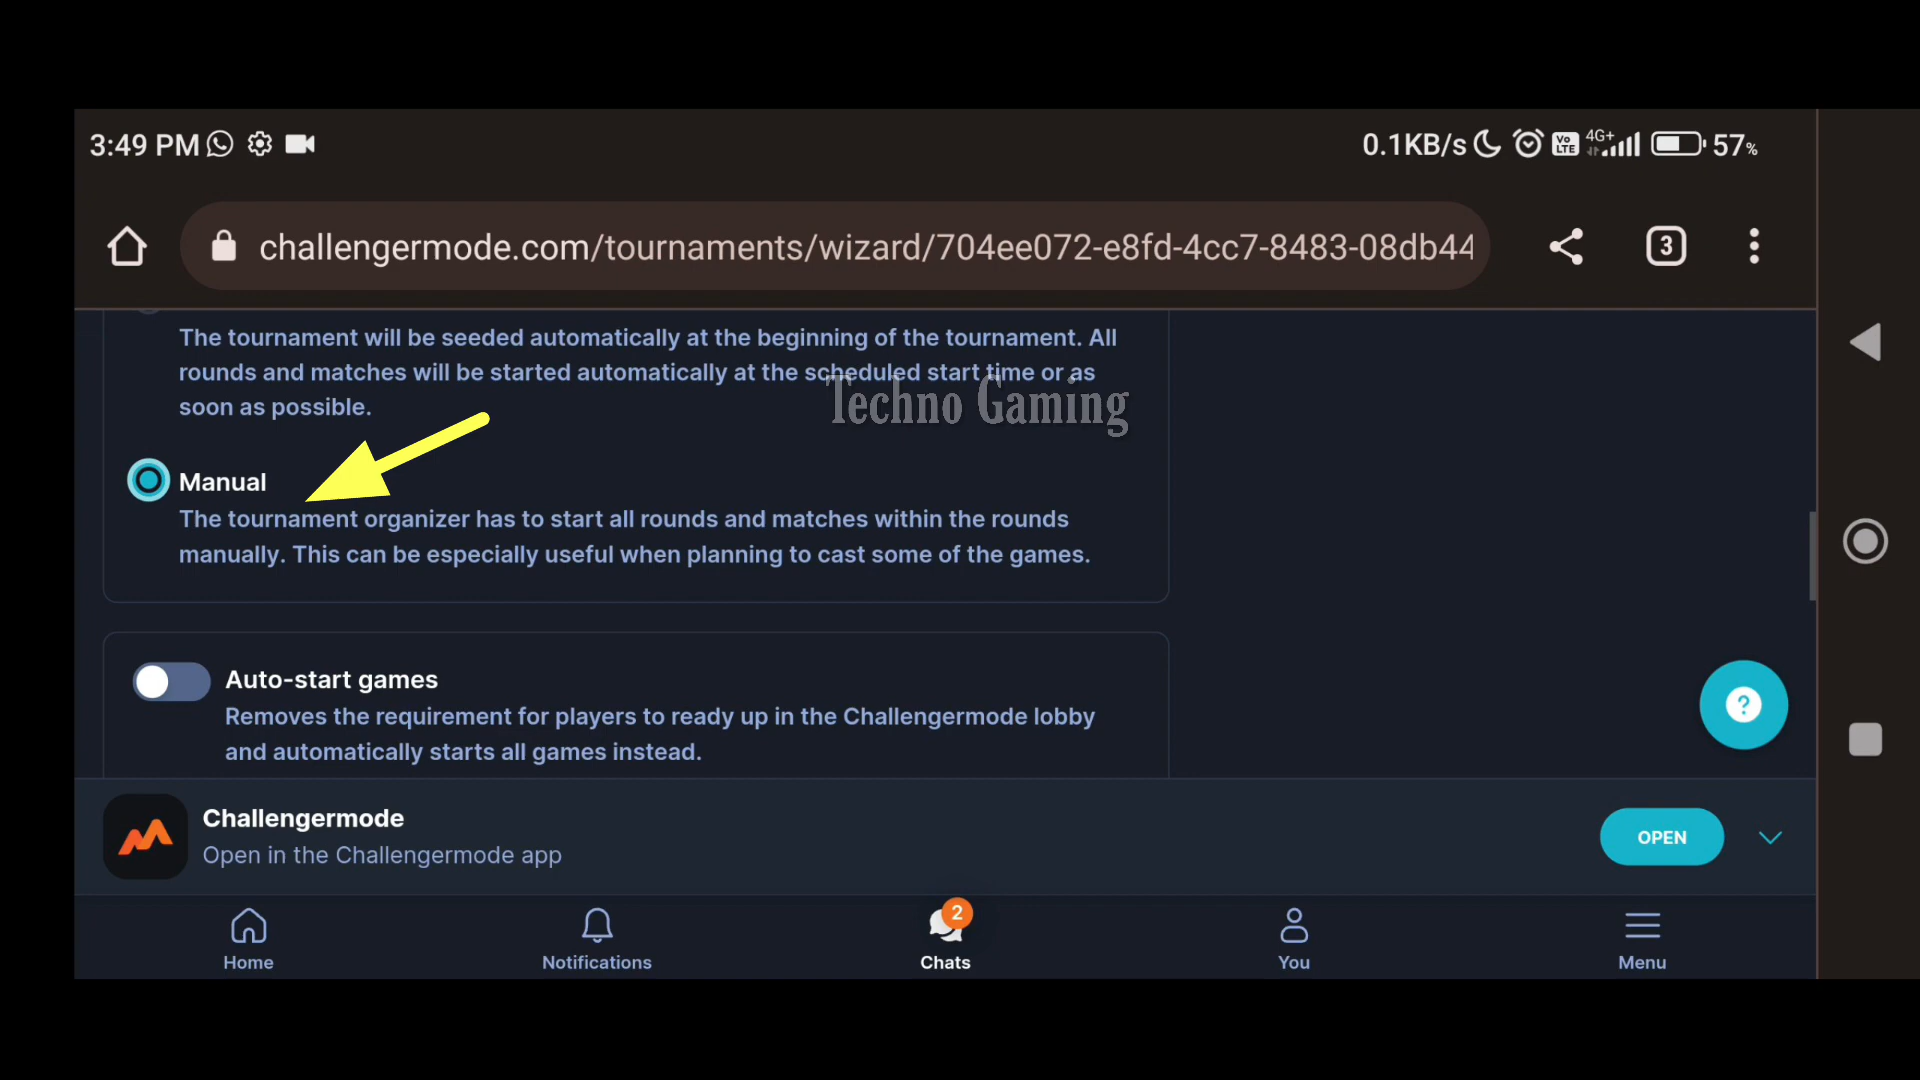 3:49 PM
0.1KB/s
Vo
LTE
4G+
57%
challengermode.com/tournaments/wizard/704ee072-e8fd-4cc7-8483-08db44
3
The tournament will be seeded automatically at the beginning of the tournament. All
rounds and matches will be started automatically at the scheduled start time or as
soon as possible.
Techno Gaming
Manual
The tournament organizer has to start all rounds and matches within the rounds
manually. This can be especially useful when planning to cast some of the games.
Auto-start games
Removes the requirement for players to ready up in the Challengermode lobby
and automatically starts all games instead.
?
Challengermode
Open in the Challengermode app
OPEN
2
Home
Notifications
Chats
You
Menu